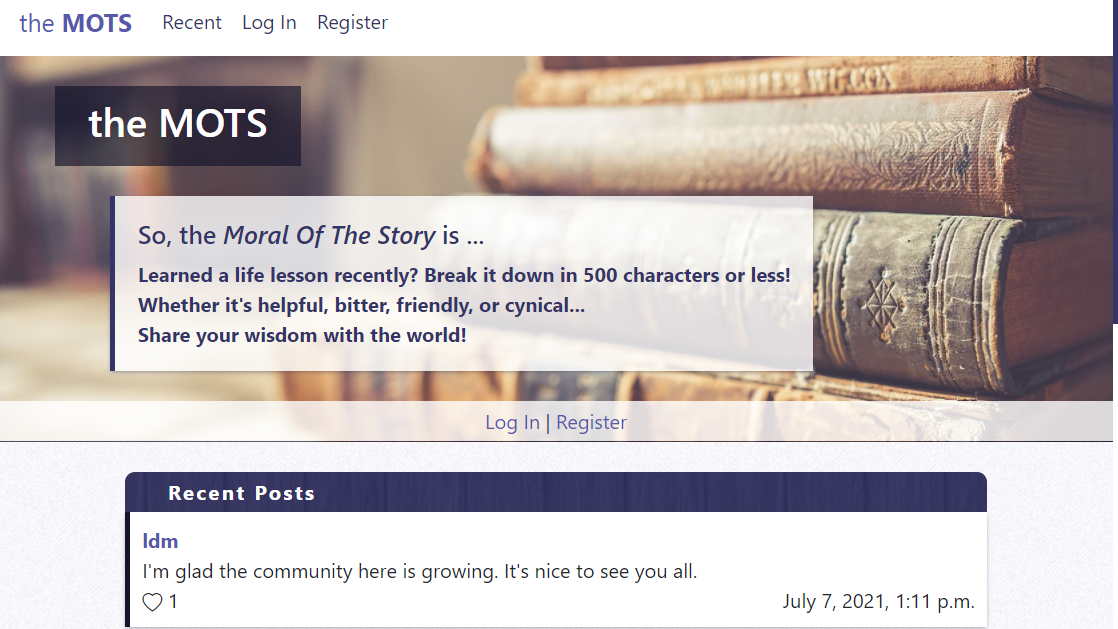 the MOTS Recent Log In Register
the MOTS
So, the Moral Of The Story is ...
Learned a life lesson recently? Break it down in 500 characters or less!
Whether it's helpful, bitter, friendly, or cynical...
Share your wisdom with the world!
Log In | Register
Recent Posts
ldm
I'm glad the community here is growing. It's nice to see you all.
1 July 7, 2021, 1:11 p.m.